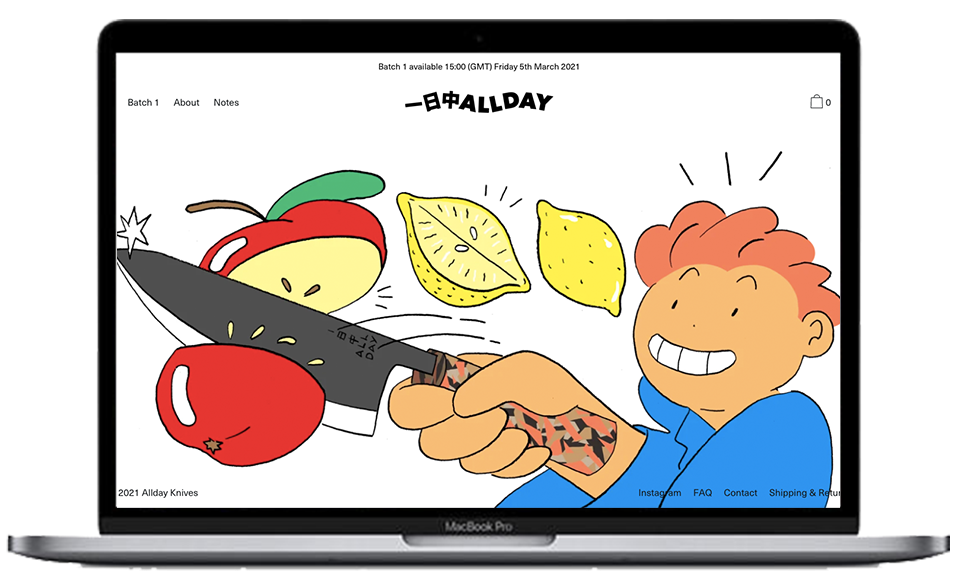 Batch 1 available 15:00 (GMT) Friday 5th March 2021
Batch 1 About Notes
一日中ALLDAY
0
一日中
ALL
DAY
2021 Allday Knives
Instagram FAQ Contact Shipping & Retur
MacBook Pro